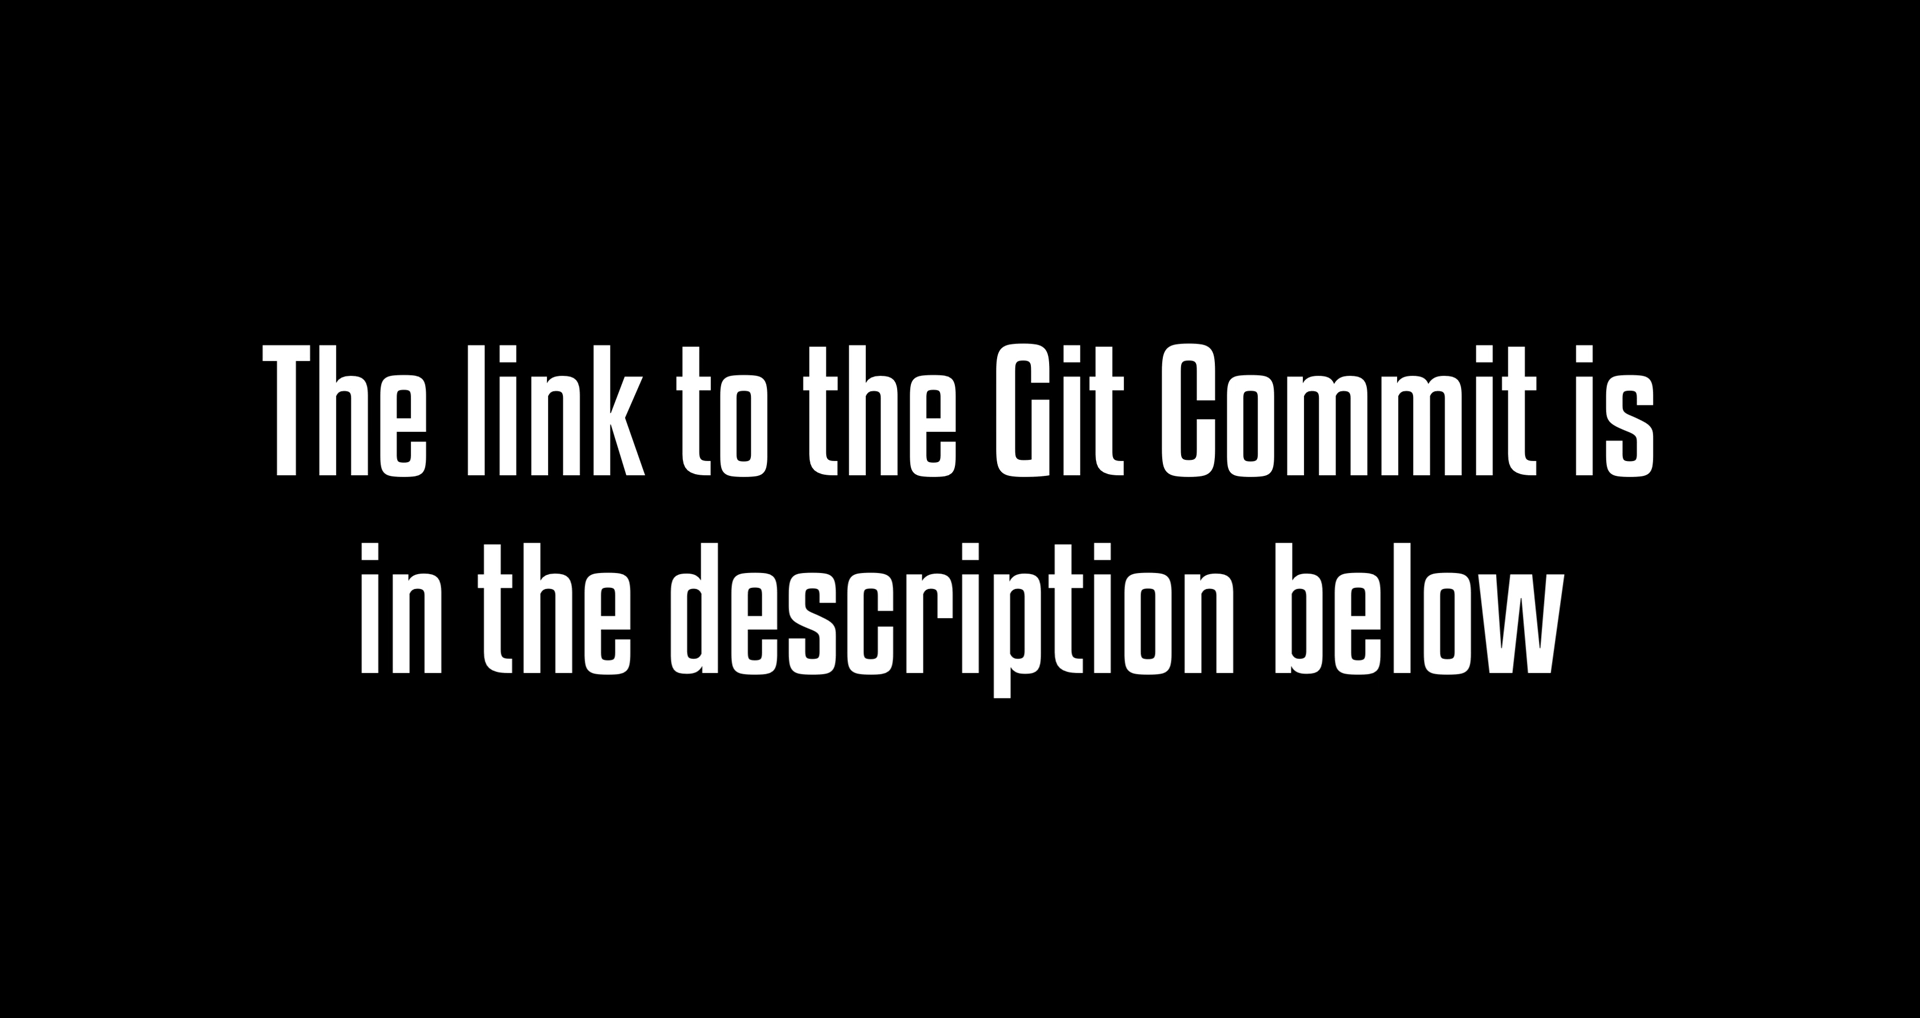 The link to the Git Commit is
in the description below